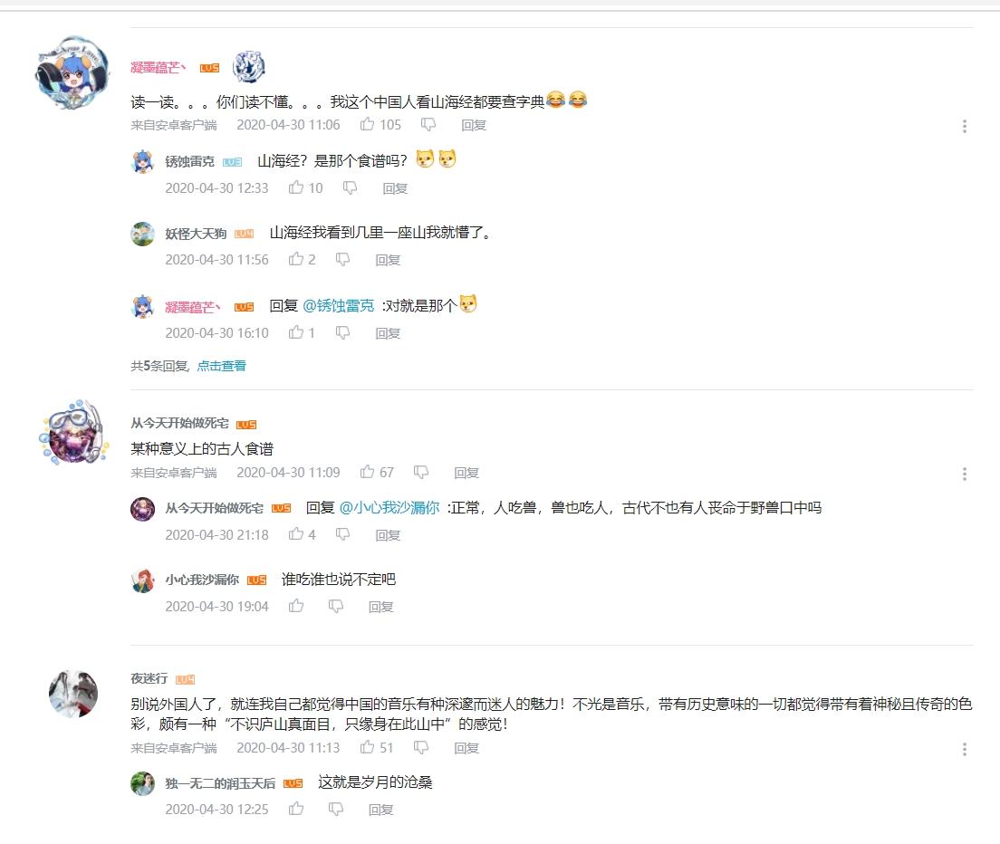 凝墨蕴芒丶 LV5
读一读。。。你们读不懂。。。我这个中国人看山海经都要查字典😂😂
来自安卓客户端 2020-04-30 11:06 105 回复
锈蚀雷克 LV3 山海经？是那个食谱吗？
2020-04-30 12:33 10 回复
妖怪大天狗 LV4 山海经我看到几里一座山我就懵了。
2020-04-30 11:56 2 回复
凝墨蕴芒丶 LV5 回复 @锈蚀雷克 :对就是那个
2020-04-30 16:10 1 回复
共5条回复, 点击查看
从今天开始做死宅 LV5
某种意义上的古人食谱
来自安卓客户端 2020-04-30 11:09 67 回复
从今天开始做死宅 LV5 回复 @小心我沙漏你 :正常，人吃兽，兽也吃人，古代不也有人丧命于野兽口中吗
2020-04-30 21:18 4 回复
小心我沙漏你 LV5 谁吃谁也说不定吧
2020-04-30 19:04 回复
夜迷行 LV4
别说外国人了，就连我自己都觉得中国的音乐有种深邃而迷人的魅力！不光是音乐，带有历史意味的一切都觉得带有着神秘且传奇的色
彩，颇有一种“不识庐山真面目，只缘身在此山中”的感觉！
来自安卓客户端 2020-04-30 11:13 51 回复
独一无二的润玉天后 LV5 这就是岁月的沧桑
2020-04-30 12:25 回复